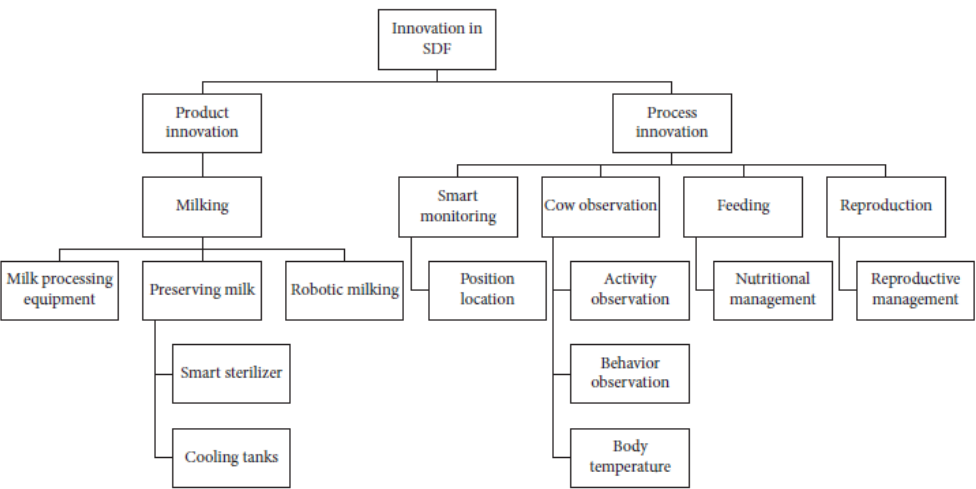 Innovation in
SDF
Product
innovation
Process
innovation
Milking
Smart
monitoring
Cow observation
Feeding
Reproduction
Milk processing
equipment
Preserving milk
Robotic milking
Position
location
Activity
observation
Nutritional
management
Reproductive
management
Smart sterilizer
Behavior
observation
Cooling tanks
Body
temperature